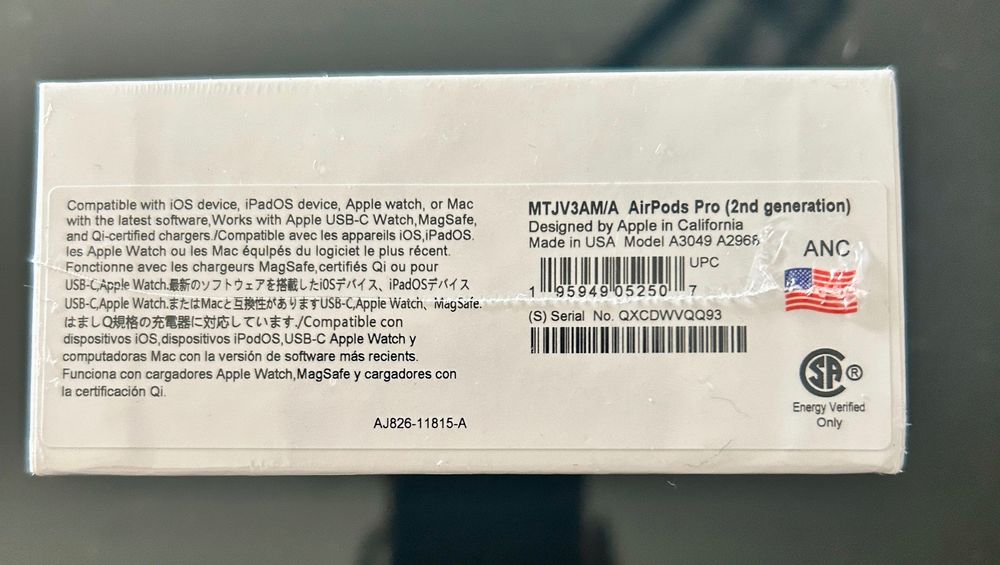 Compatible with iOS device, iPadOS device, Apple watch, or Mac
with the latest software,Works with Apple USB-C Watch,MagSafe,
and Qi-certified chargers./Compatible avec les appareils iOS,iPadOS.
les Apple Watch ou les Mac équipés du logiciet le plus récent.
Fonctionne avec les chargeurs MagSafe,certifiés Qi ou pour
USB-C,Apple Watch.最新のソフトウェアを搭載したiOSデバイス、iPadOSデバイス
USB-C,Apple Watch.またはMacと互換性がありますUSB-C,Apple Watch、MagSafe.
はましQ規格の充電器に対応しています./Compatible con
dispositivos iOS,dispositivos iPodOS,USB-C Apple Watch y
computadoras Mac con la versión de software más recients.
Funciona con cargadores Apple Watch,MagSafe y cargadores con
la certificación Qi.
AJ826-11815-A
MTJV3AM/A AirPods Pro (2nd generation)
Designed by Apple in California
Made in USA Model A3049 A2968
UPC
1 95949 05250 7
(S) Serial No. QXCDWVQQ93
ANC
SA ®
Energy Verified
Only